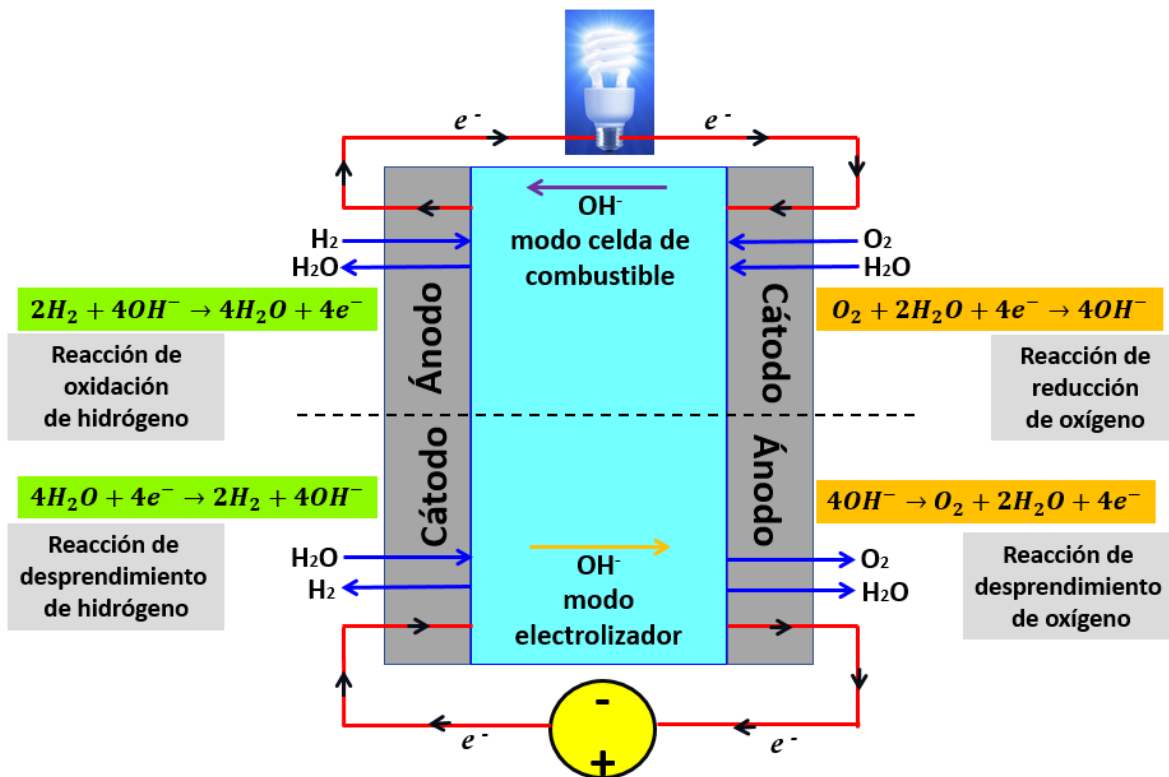 e - e -
OH-
modo celda de
combustible
H2
H2O
O2
H2O
2H2 + 4OH− → 4H2O + 4e−
Reacción de
oxidación
de hidrógeno
Ánodo
Cátodo
O2 + 2H2O + 4e− → 4OH−
Reacción de
reducción
de oxígeno
4H2O + 4e− → 2H2 + 4OH−
Reacción de
desprendimiento
de hidrógeno
Cátodo
Ánodo
4OH− → O2 + 2H2O + 4e−
Reacción de
desprendimiento
de oxígeno
H2O
H2
OH-
modo
electrolizador
O2
H2O
-
+
e - e -